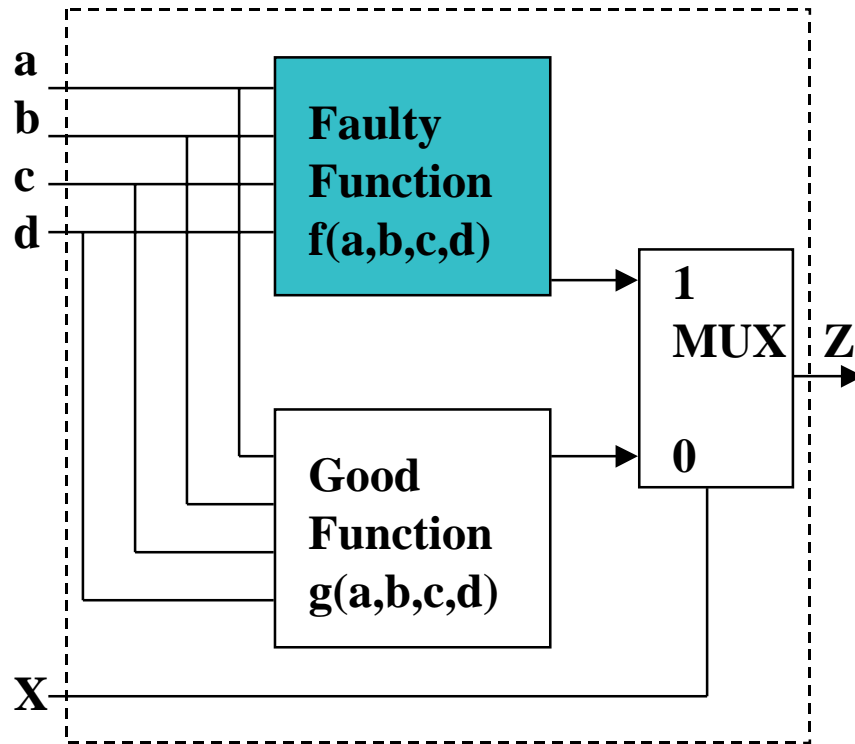 a
b
c
d
Faulty
Function
f(a,b,c,d)
1
MUX
0
Z
Good
Function
g(a,b,c,d)
X